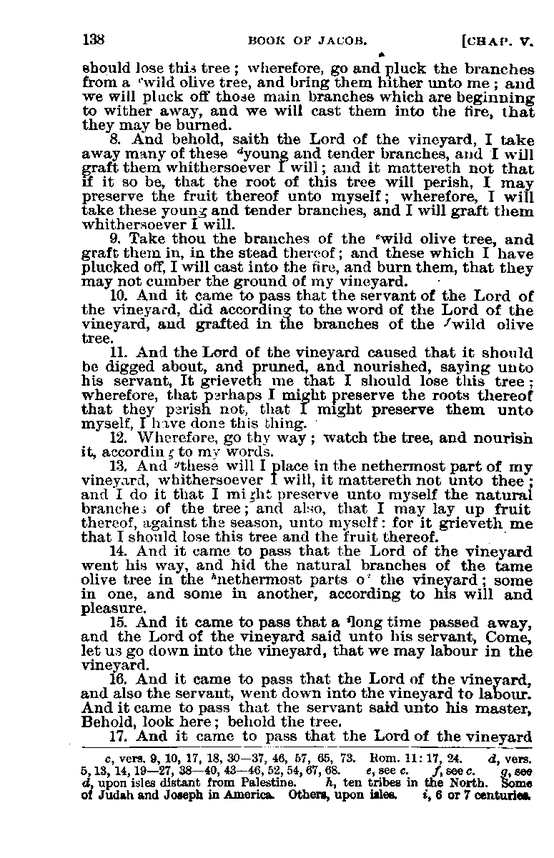 138 BOOK OF JACOB. [CHAP. V.
should lose this tree; wherefore, go and pluck the branches
from a ᶜwild olive tree, and bring them hither unto me; and
we will pluck off those main branches which are beginning
to wither away, and we will cast them into the fire, that
they may be burned.
8. And behold, saith the Lord of the vineyard, I take
away many of these ᵈyoung and tender branches, and I will
graft them whithersoever I will; and it mattereth not that
if it so be, that the root of this tree will perish, I may
preserve the fruit thereof unto myself; wherefore, I will
take these young and tender branches, and I will graft them
whithersoever I will.
9. Take thou the branches of the ᵉwild olive tree, and
graft them in, in the stead thereof; and these which I have
plucked off, I will cast into the fire, and burn them, that they
may not cumber the ground of my vineyard.
10. And it came to pass that the servant of the Lord of
the vineyard, did according to the word of the Lord of the
vineyard, and grafted in the branches of the ᶠwild olive
tree.
11. And the Lord of the vineyard caused that it should
be digged about, and pruned, and nourished, saying unto
his servant, It grieveth me that I should lose this tree;
wherefore, that perhaps I might preserve the roots thereof
that they perish not, that I might preserve them unto
myself, I have done this thing.
12. Wherefore, go thy way; watch the tree, and nourish
it, according to my words.
13. And ᵍthese will I place in the nethermost part of my
vineyard, whithersoever I will, it mattereth not unto thee;
and I do it that I might preserve unto myself the natural
branches of the tree; and also, that I may lay up fruit
thereof, against the season, unto myself: for it grieveth me
that I should lose this tree and the fruit thereof.
14. And it came to pass that the Lord of the vineyard
went his way, and hid the natural branches of the tame
olive tree in the ʰnethermost parts of the vineyard; some
in one, and some in another, according to his will and
pleasure.
15. And it came to pass that a ⁱlong time passed away,
and the Lord of the vineyard said unto his servant, Come,
let us go down into the vineyard, that we may labour in the
vineyard.
16. And it came to pass that the Lord of the vineyard,
and also the servant, went down into the vineyard to labour.
And it came to pass that the servant said unto his master,
Behold, look here; behold the tree.
17. And it came to pass that the Lord of the vineyard
c, vers. 9, 10, 17, 18, 30—37, 46, 57, 65, 73. Rom. 11: 17, 24. d, vers.
5, 13, 14, 19—27, 38—40, 43—46, 52, 54, 67, 68. e, see c. f, see c. g, see
d, upon isles distant from Palestine. h, ten tribes in the North. Some
of Judah and Joseph in America. Others, upon isles. i, 6 or 7 centuries.